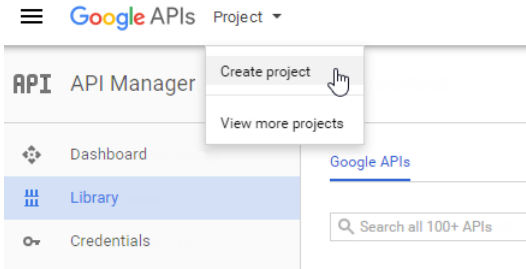 Google APIs Project
Create project
API API Manager
View more projects
Dashboard
Google APIs
Library
Search all 100+ APIs
Credentials